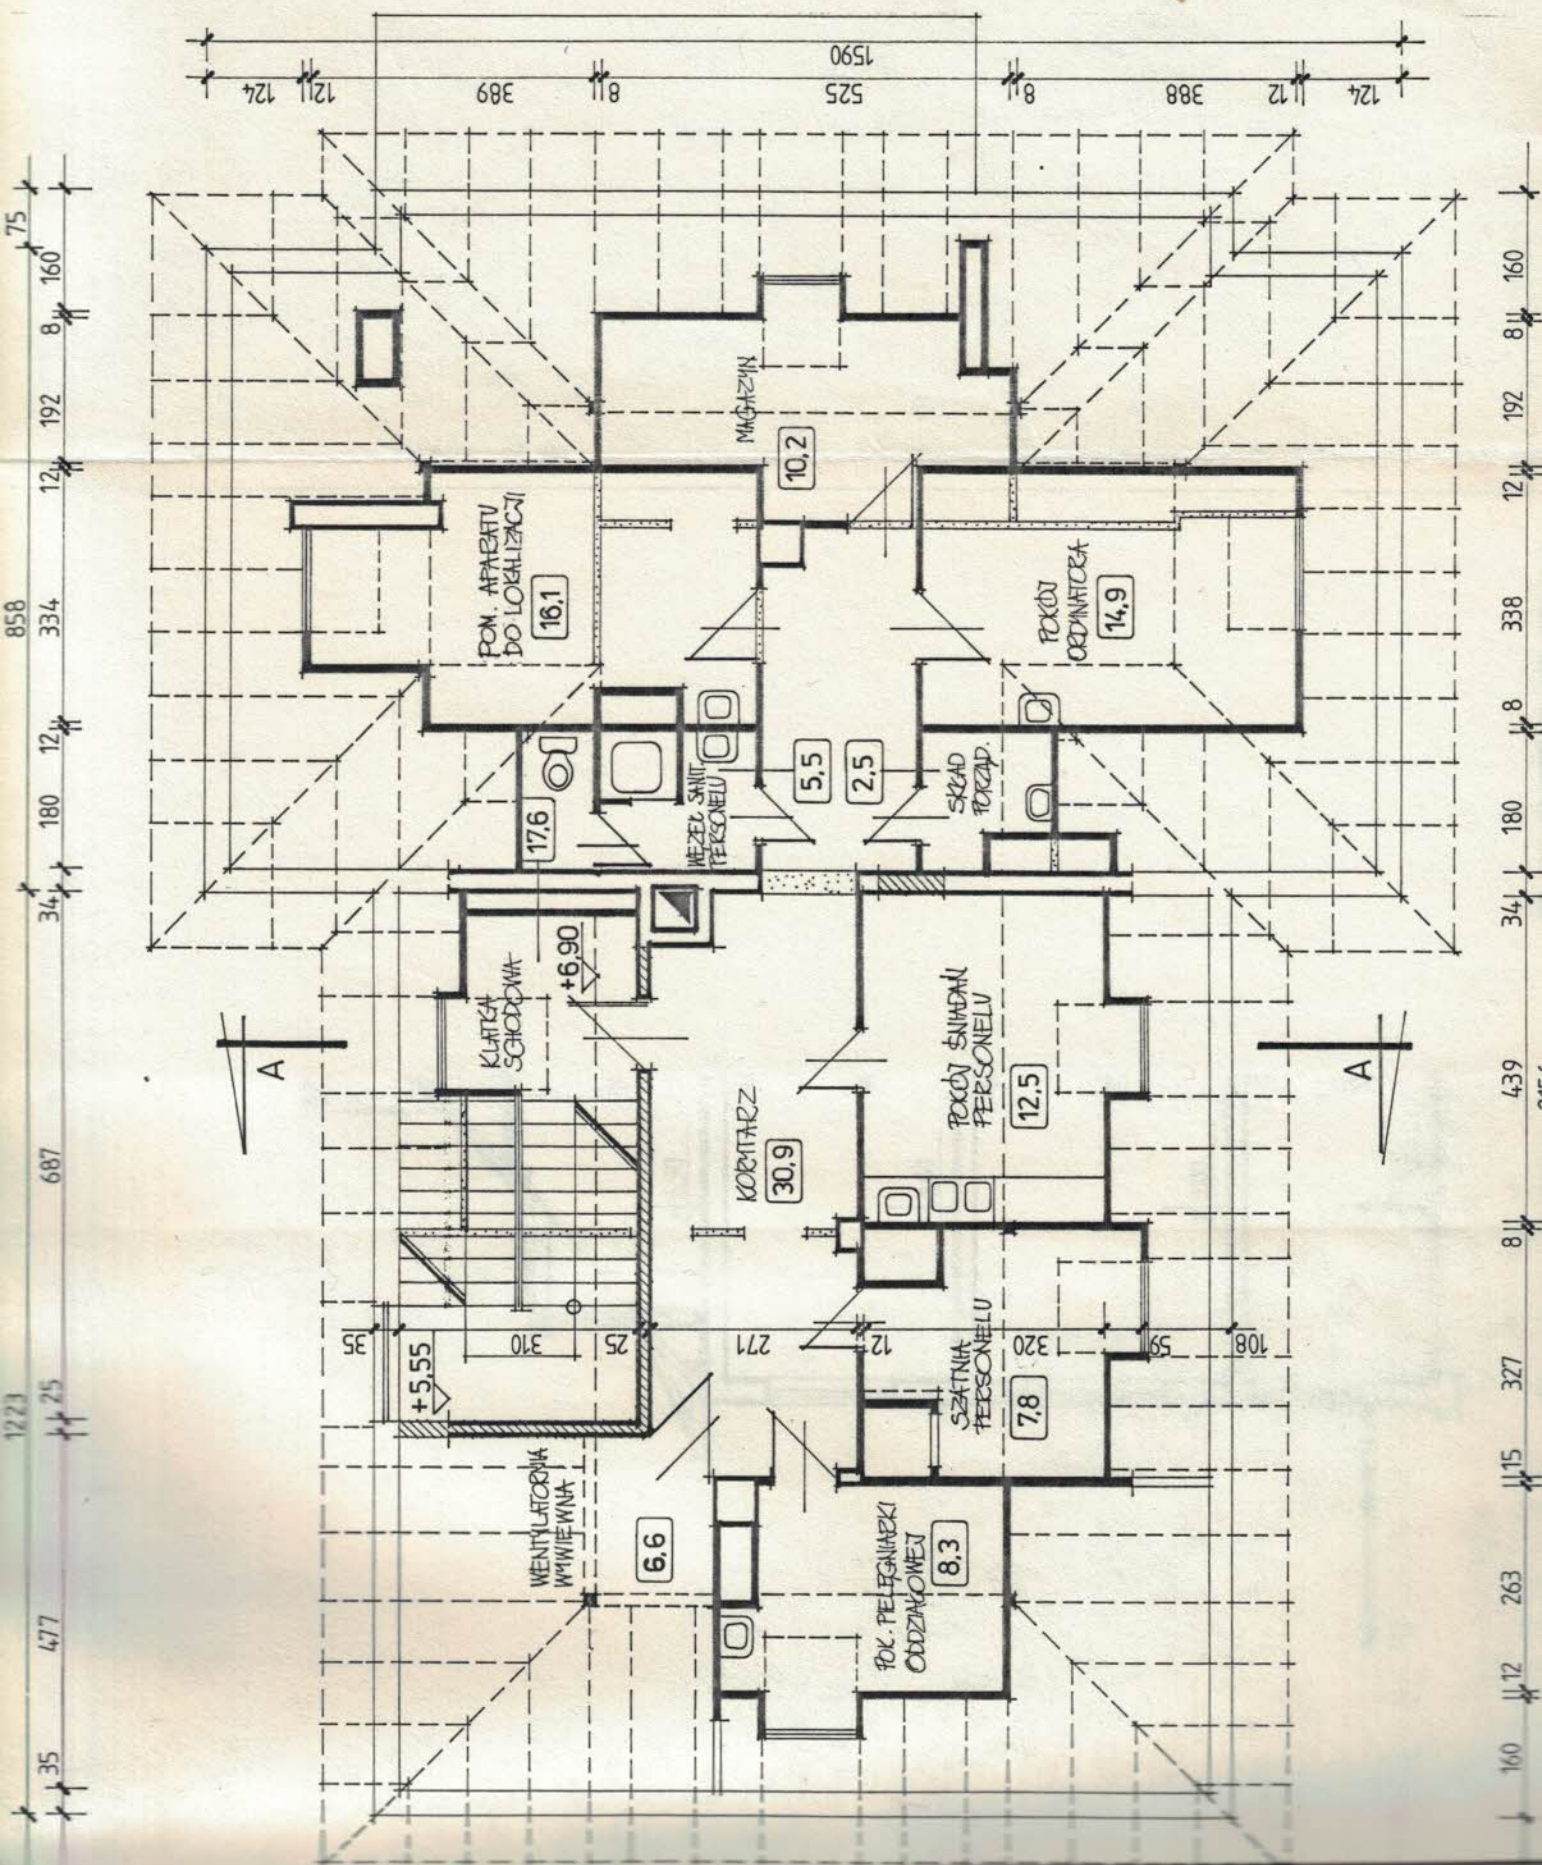 1590
124
12
389
8
525
8
388
12
124
75
858
1223
160
8
192
12
334
12
180
34
687
25
477
35
160
8
192
12
338
8
180
34
439
8
327
15
263
12
160
MAGAZYN
10,2
POM. APARATU
DO LOKALIZACJI
16,1
POKÓJ
ORDYNATORA
14,9
5,5
2,5
17,6
WĘZEŁ SANIT.
PERSONELU
SKŁAD
PORZĄD.
KLATKA
SCHODOWA
+6,90
A
A
KORYTARZ
30,9
POKÓJ ŚNIADAŃ
PERSONELU
12,5
35
310
25
271
12
320
59
108
+5,55
SZATNIA
PERSONELU
7,8
WENTYLATORNIA
WYWIEWNA
6,6
POK. PIELĘGNIARKI
ODDZIAŁOWEJ
8,3